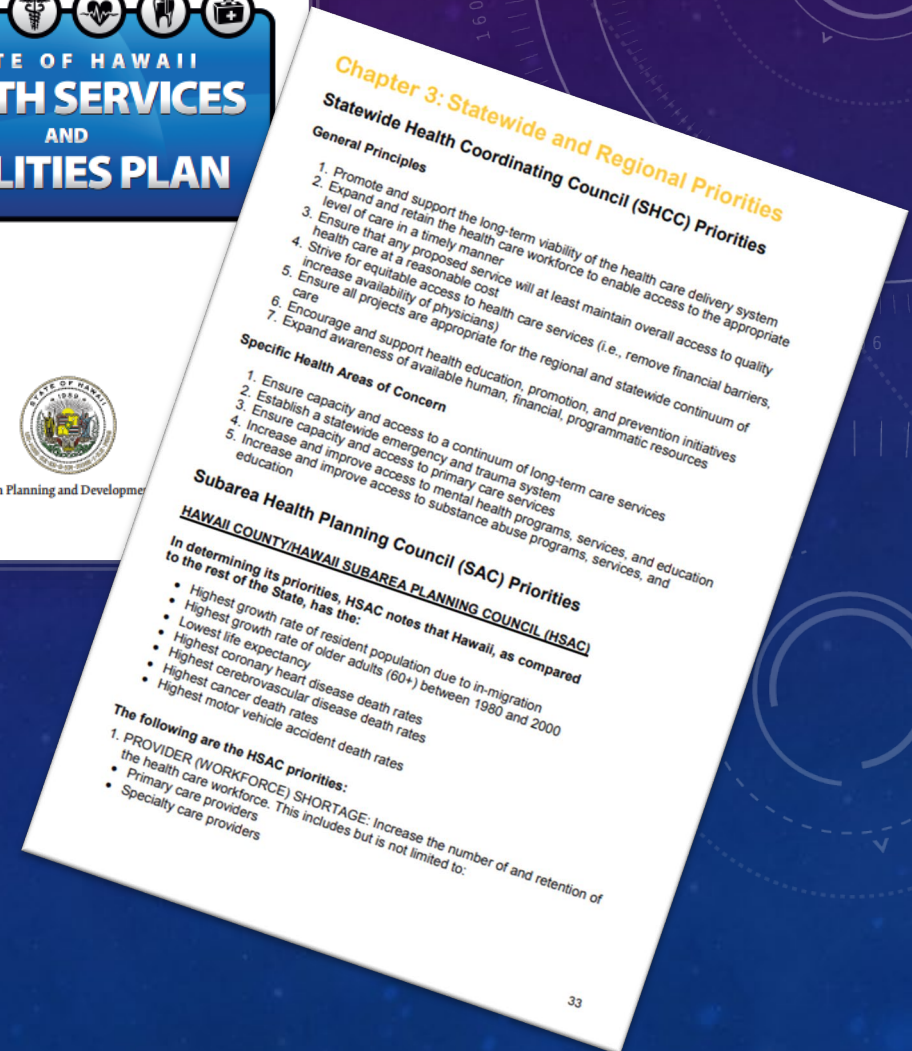 TE OF HAWAII
TH SERVICES
AND
LITIES PLAN
STATE OF HAWAII
1959
n Planning and Developme
Chapter 3: Statewide and Regional Priorities
Statewide Health Coordinating Council (SHCC) Priorities
General Principles
1. Promote and support the long-term viability of the health care delivery system
2. Expand and retain the health care workforce to enable access to the appropriate
level of care in a timely manner
3. Ensure that any proposed service will at least maintain overall access to quality
health care at a reasonable cost
4. Strive for equitable access to health care services (i.e., remove financial barriers,
increase availability of physicians)
5. Ensure all projects are appropriate for the regional and statewide continuum of
care
6. Encourage and support health education, promotion, and prevention initiatives
7. Expand awareness of available human, financial, programmatic resources
Specific Health Areas of Concern
1. Ensure capacity and access to a continuum of long-term care services
2. Establish a statewide emergency and trauma system
3. Ensure capacity and access to primary care services
4. Increase and improve access to mental health programs, services, and education
5. Increase and improve access to substance abuse programs, services, and
education
Subarea Health Planning Council (SAC) Priorities
HAWAII COUNTY/HAWAII SUBAREA PLANNING COUNCIL (HSAC)
In determining its priorities, HSAC notes that Hawaii, as compared
to the rest of the State, has the:
• Highest growth rate of resident population due to in-migration
• Highest growth rate of older adults (60+) between 1980 and 2000
• Lowest life expectancy
• Highest coronary heart disease death rates
• Highest cerebrovascular disease death rates
• Highest cancer death rates
• Highest motor vehicle accident death rates
The following are the HSAC priorities:
1. PROVIDER (WORKFORCE) SHORTAGE: Increase the number of and retention of
the health care workforce. This includes but is not limited to:
• Primary care providers
• Specialty care providers
33
160
6